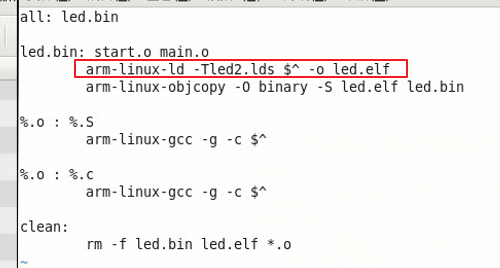 all: led.bin
led.bin: start.o main.o
arm-linux-ld -Tled2.lds $^ -o led.elf
arm-linux-objcopy -O binary -S led.elf led.bin
%.o : %.S
arm-linux-gcc -g -c $^
%.o : %.c
arm-linux-gcc -g -c $^
clean:
rm -f led.bin led.elf *.o
~